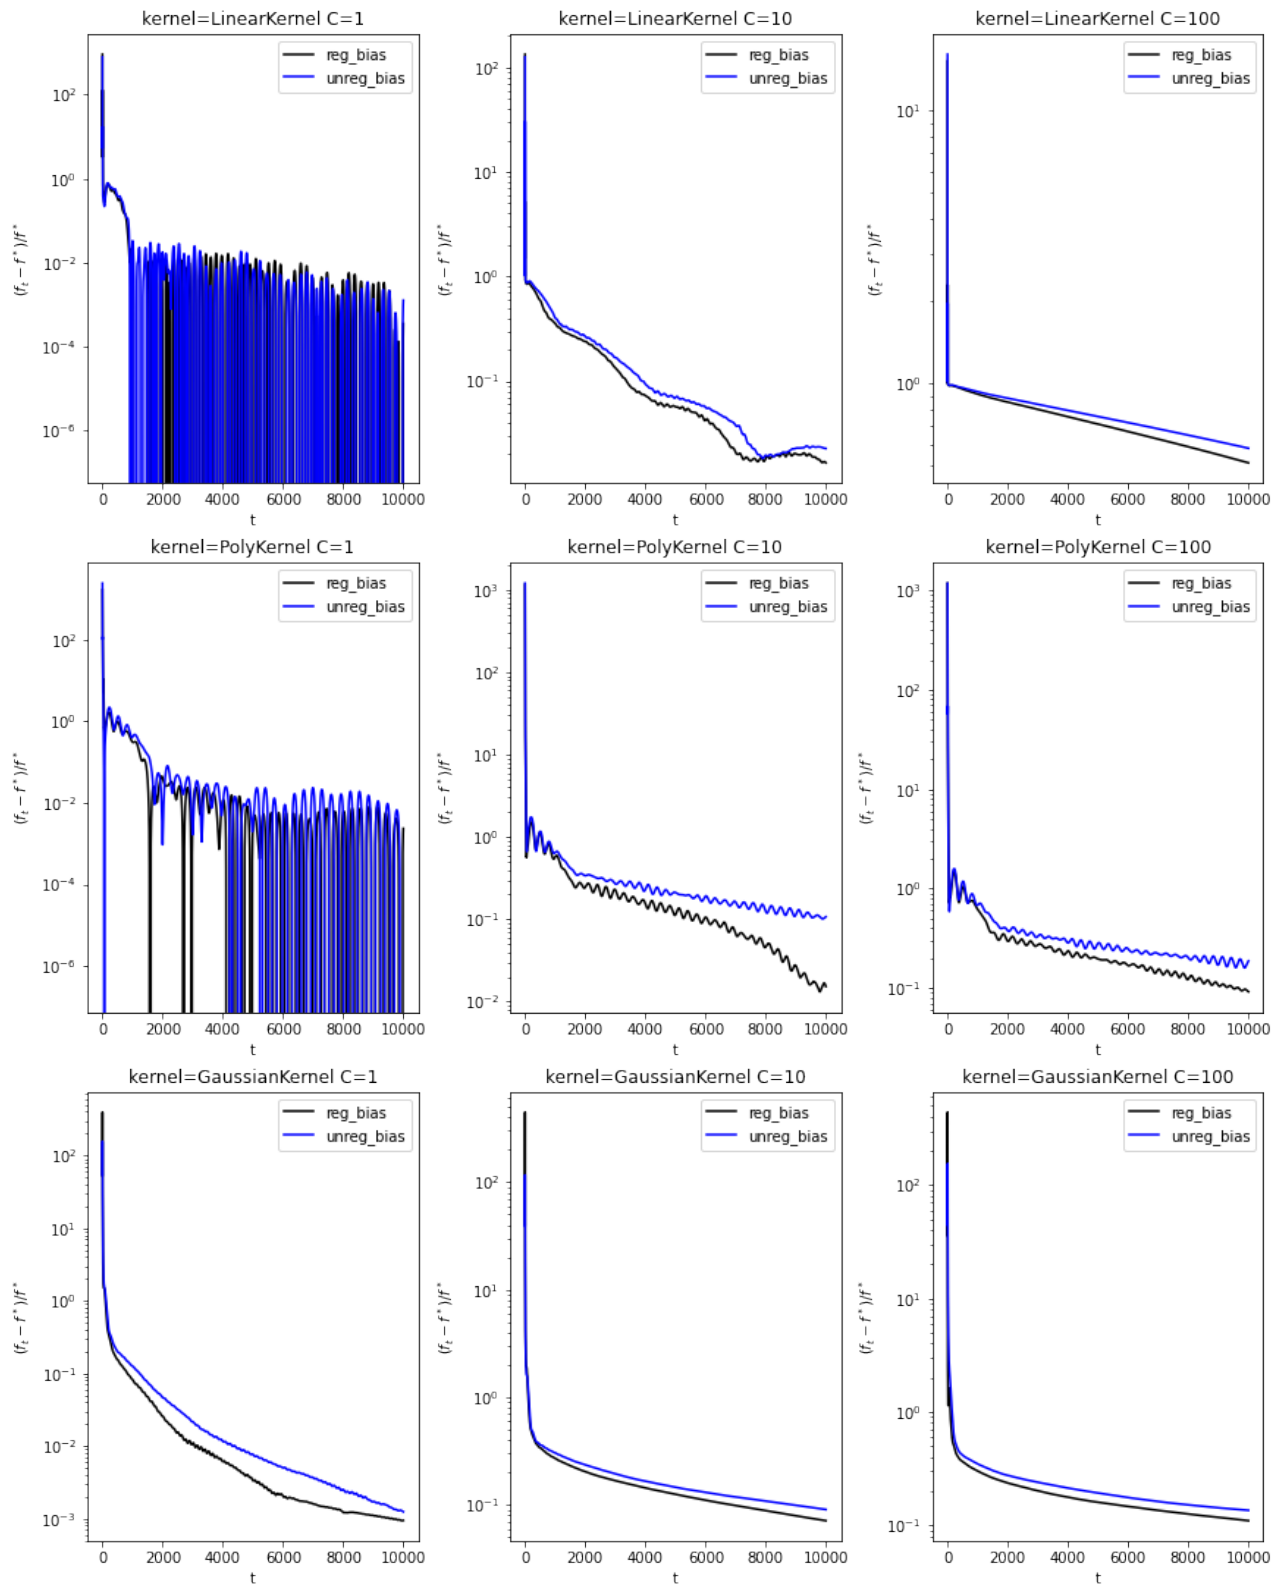 kernel=LinearKernel C=1
(f_t − f*)/f*
10^2
10^0
10^−2
10^−4
10^−6
reg_bias
unreg_bias
0 2000 4000 6000 8000 10000
t
kernel=LinearKernel C=10
(f_t − f*)/f*
10^2
10^1
10^0
10^−1
reg_bias
unreg_bias
0 2000 4000 6000 8000 10000
t
kernel=LinearKernel C=100
(f_t − f*)/f*
10^1
10^0
reg_bias
unreg_bias
0 2000 4000 6000 8000 10000
t
kernel=PolyKernel C=1
(f_t − f*)/f*
10^2
10^0
10^−2
10^−4
10^−6
reg_bias
unreg_bias
0 2000 4000 6000 8000 10000
t
kernel=PolyKernel C=10
(f_t − f*)/f*
10^3
10^2
10^1
10^0
10^−1
10^−2
reg_bias
unreg_bias
0 2000 4000 6000 8000 10000
t
kernel=PolyKernel C=100
(f_t − f*)/f*
10^3
10^2
10^1
10^0
10^−1
reg_bias
unreg_bias
0 2000 4000 6000 8000 10000
t
kernel=GaussianKernel C=1
(f_t − f*)/f*
10^2
10^1
10^0
10^−1
10^−2
10^−3
reg_bias
unreg_bias
0 2000 4000 6000 8000 10000
t
kernel=GaussianKernel C=10
(f_t − f*)/f*
10^2
10^1
10^0
10^−1
reg_bias
unreg_bias
0 2000 4000 6000 8000 10000
t
kernel=GaussianKernel C=100
(f_t − f*)/f*
10^2
10^1
10^0
10^−1
reg_bias
unreg_bias
0 2000 4000 6000 8000 10000
t